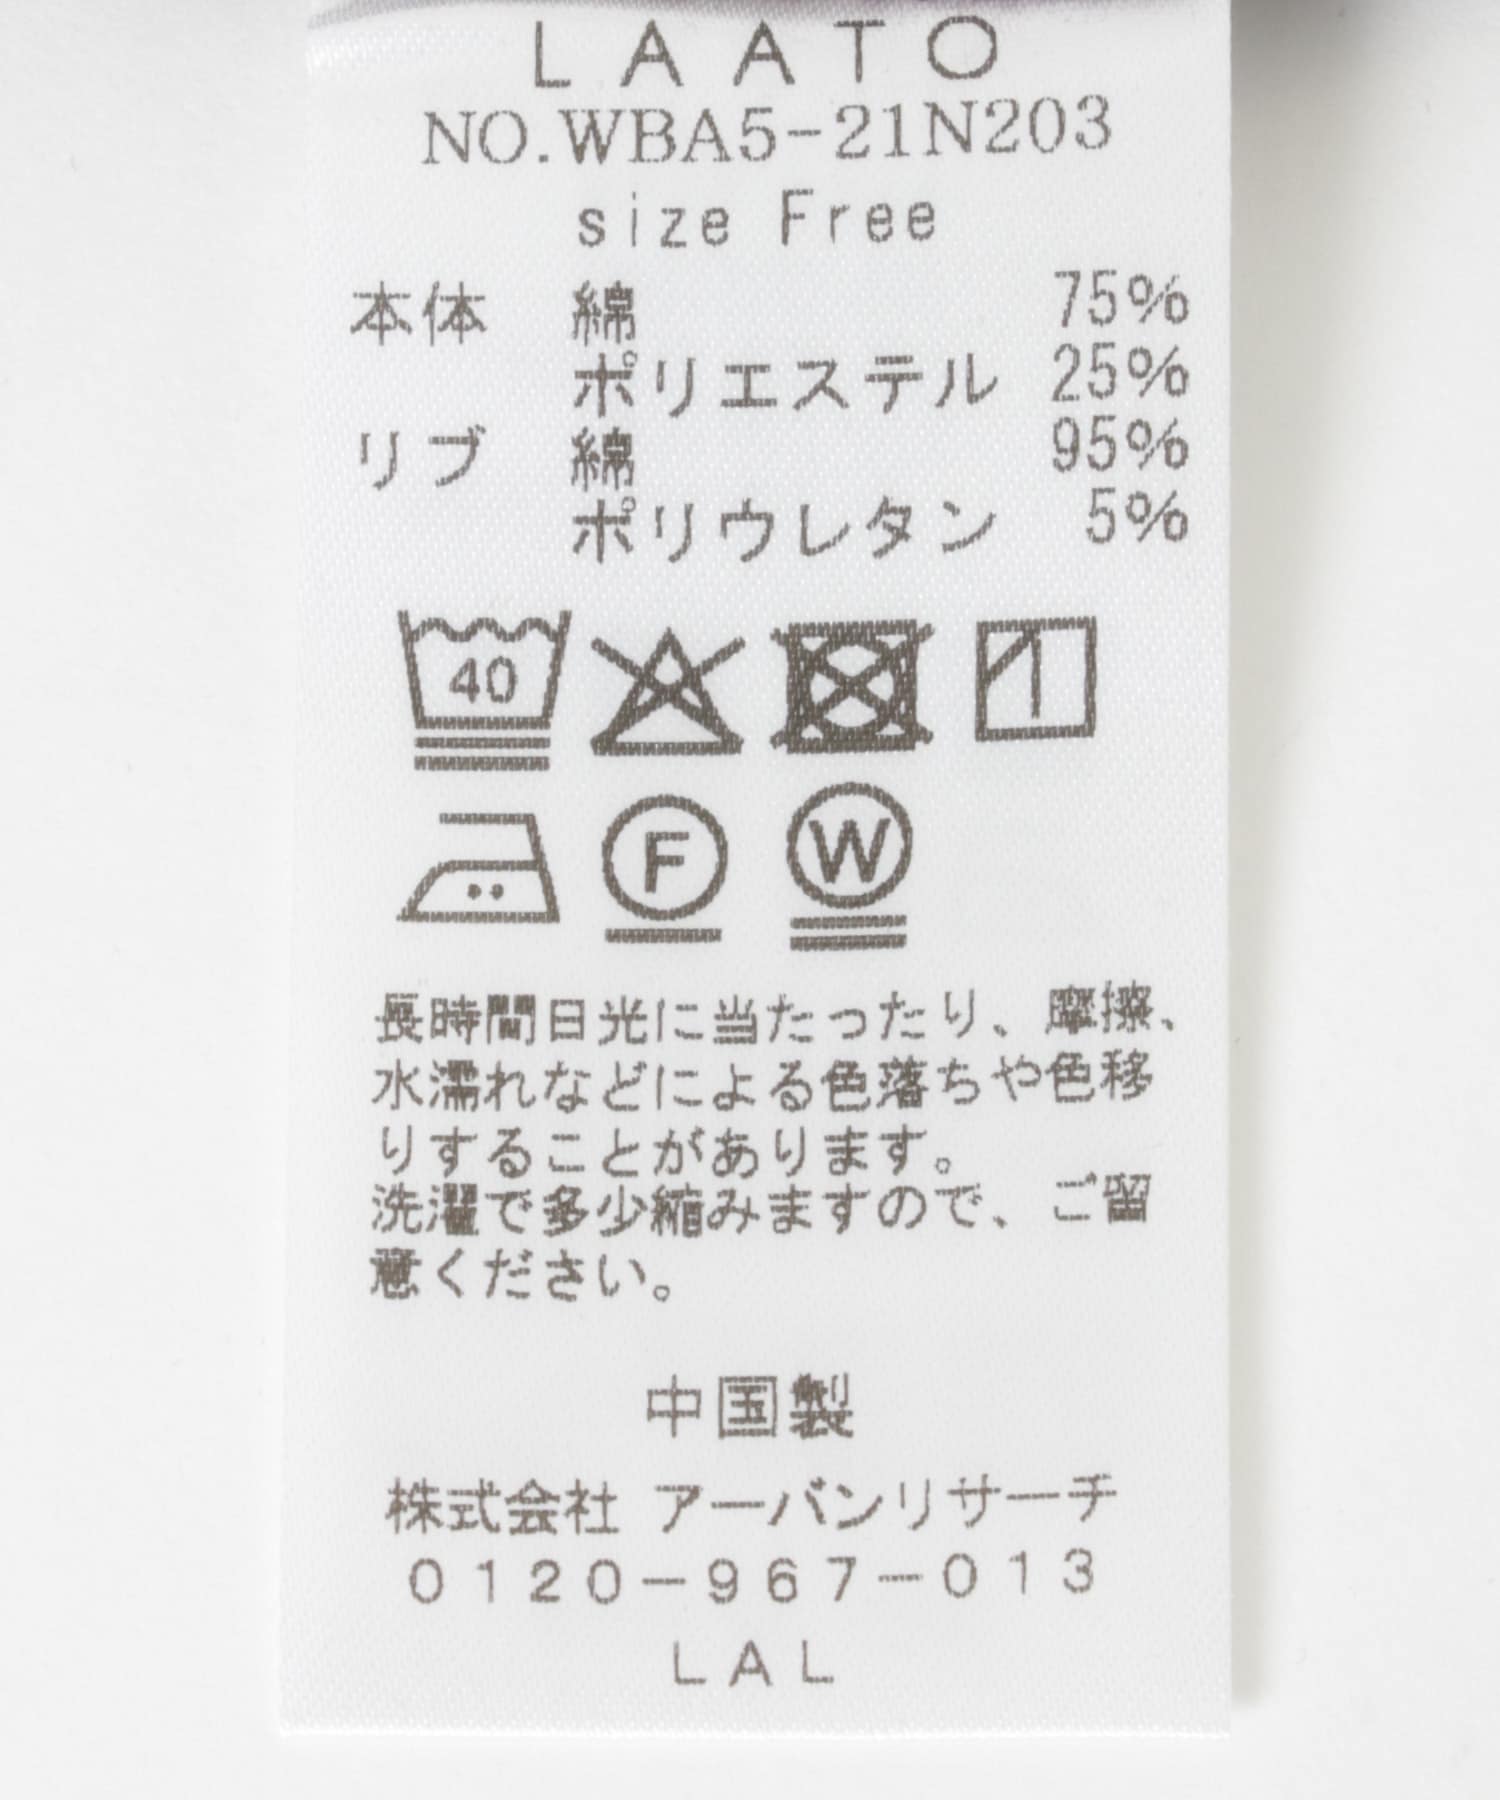 LAATO
NO.WBA5-21N203
size Free
本体 綿 75%
ポリエステル 25%
リブ 綿 95%
ポリウレタン 5%
40
F
W
長時間日光に当たったり、摩擦、
水濡れなどによる色落ちや色移
りすることがあります。
洗濯で多少縮みますので、ご留
意ください。
中国製
株式会社 アーバンリサーチ
0120-967-013
LAL